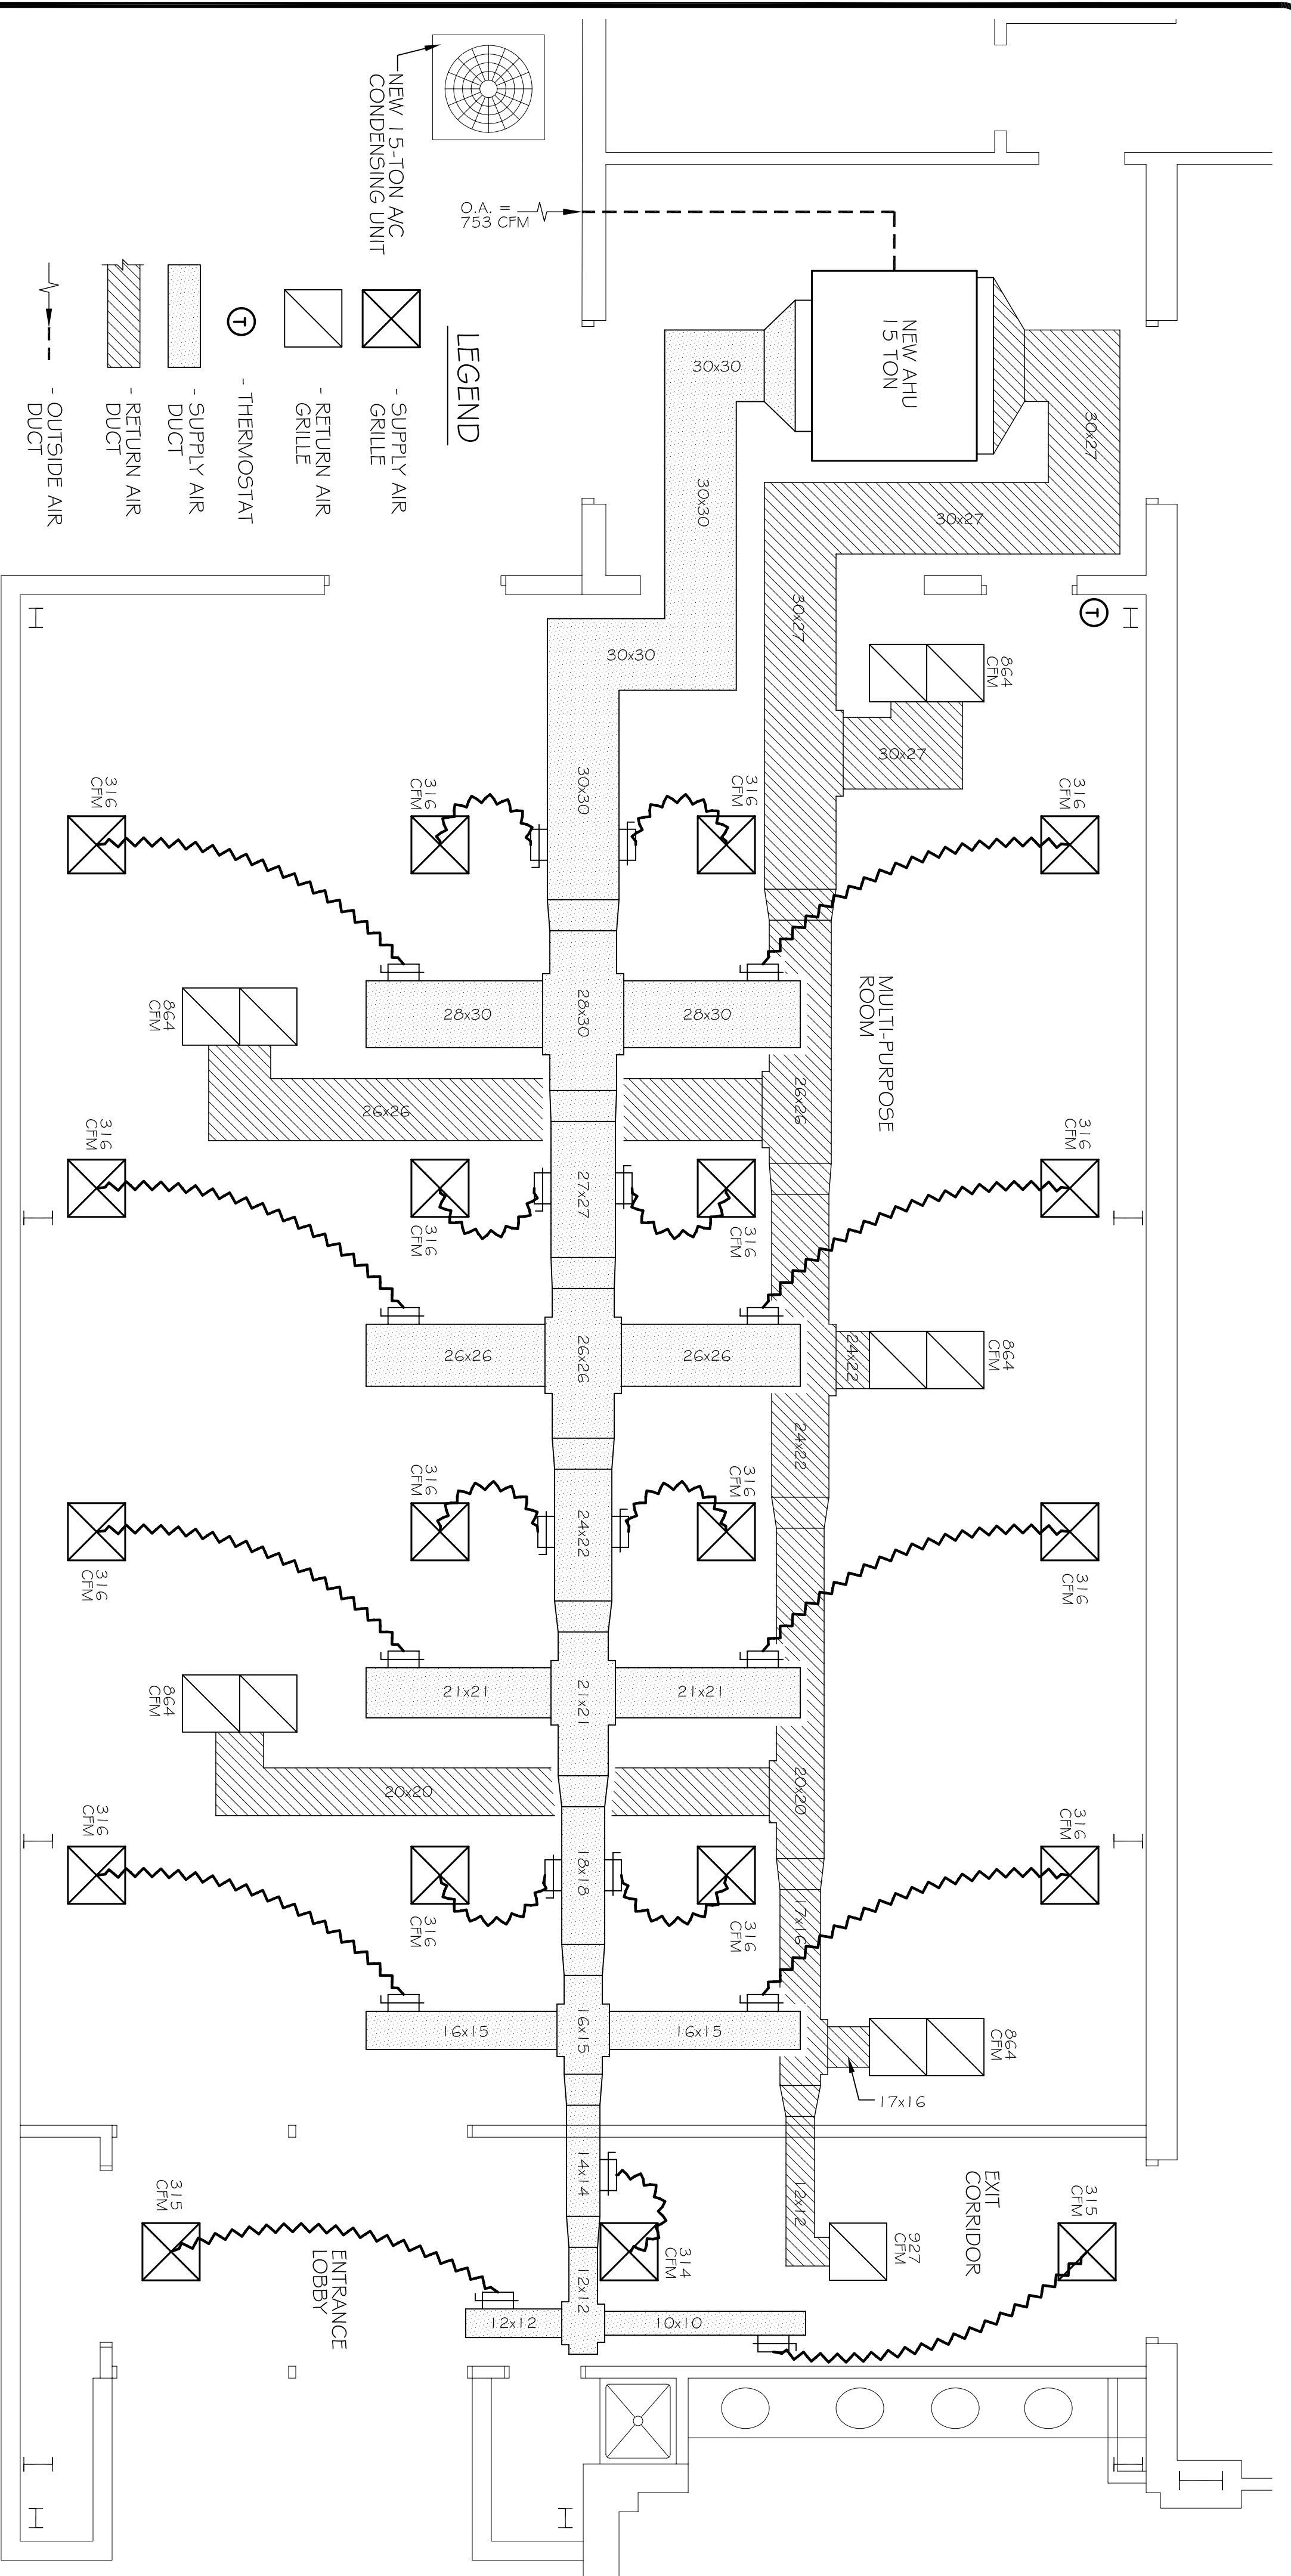 T
316
CFM
316
CFM
316
CFM
316
CFM
315
CFM
30x27
864
CFM
864
CFM
864
CFM
EXIT
CORRIDOR
30x27
30x27
17x16
927
CFM
NEW AHU
15 TON
MULTI-PURPOSE
ROOM
24x22
30x27
26x26
24x22
20x20
17x16
12x12
316
CFM
316
CFM
316
CFM
316
CFM
30x30
30x30
28x30
26x26
21x21
16x15
314
CFM
10x10
30x30
30x30
28x30
27x27
26x26
24x22
21x21
18x18
16x15
14x14
12x12
O.A. =
753 CFM
28x30
26x26
21x21
16x15
12x12
316
CFM
316
CFM
316
CFM
316
CFM
NEW 15-TON A/C
CONDENSING UNIT
26x26
20x20
ENTRANCE
LOBBY
864
CFM
864
CFM
315
CFM
316
CFM
316
CFM
316
CFM
316
CFM
LEGEND
- SUPPLY AIR
GRILLE
- RETURN AIR
GRILLE
T - THERMOSTAT
- SUPPLY AIR
DUCT
- RETURN AIR
DUCT
- OUTSIDE AIR
DUCT